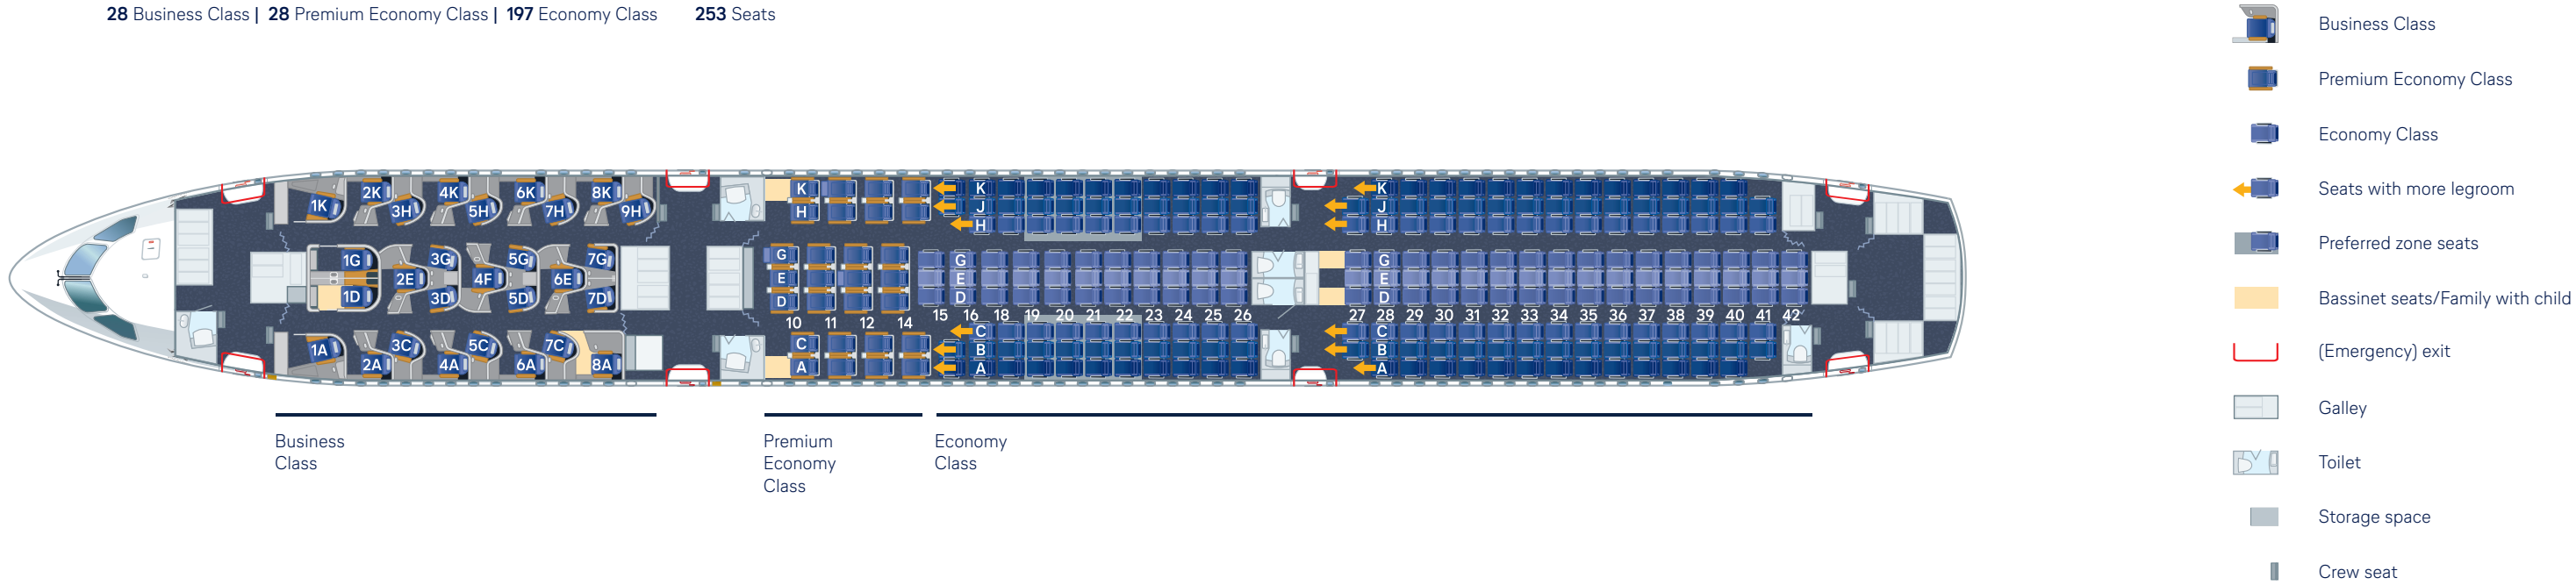 28 Business Class | 28 Premium Economy Class | 197 Economy Class 253 Seats
1K 2K 3H 4K 5H 6K 7H 8K 9H
1G 2E 3G 4F 5G 6E 7G
1D 3D 5D 7D
1A 2A 3C 4A 5C 6A 7C 8A
K
H
G
E
D
10 11 12 14
C
A
K
J
H
G
E
D
15 16 18 19 20 21 22 23 24 25 26
C
B
A
K
J
H
G
E
D
27 28 29 30 31 32 33 34 35 36 37 38 39 40 41 42
C
B
A
Business
Class
Premium
Economy
Class
Economy
Class
Business Class
Premium Economy Class
Economy Class
Seats with more legroom
Preferred zone seats
Bassinet seats/Family with child
(Emergency) exit
Galley
Toilet
Storage space
Crew seat